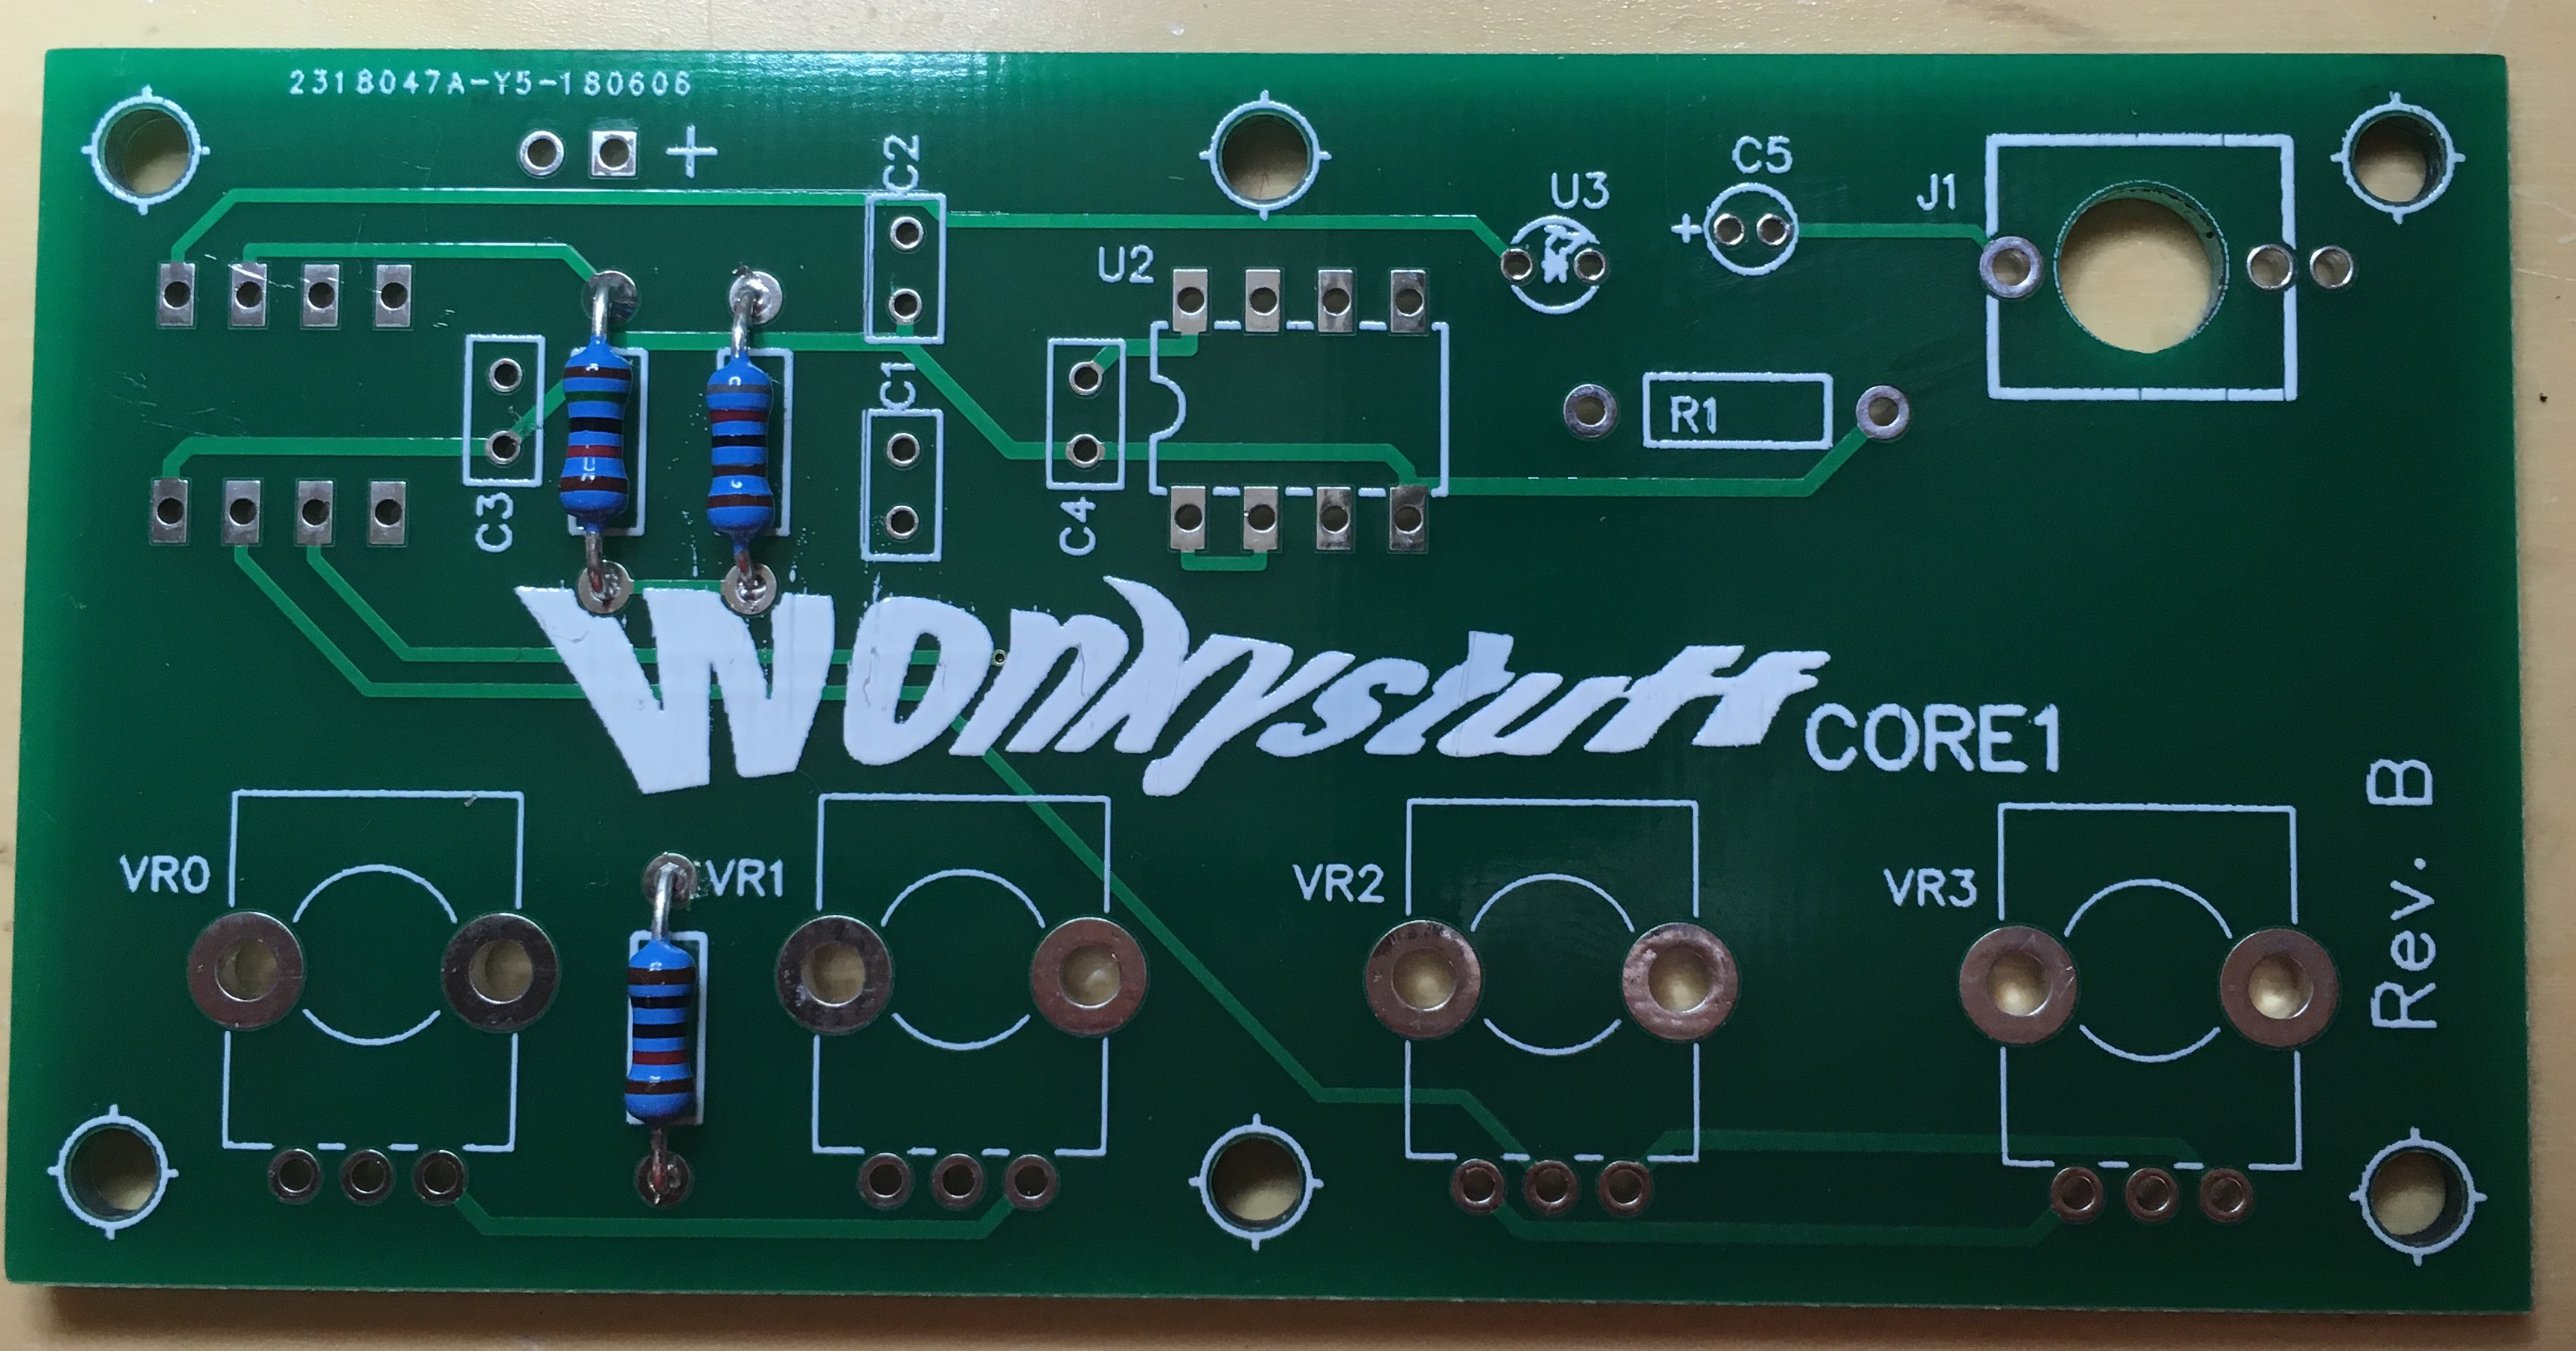 2318047A-Y5-180606
+
C2
U3
+
C5
J1
U2
C1
R1
C3
C4
Wonkystuff CORE1
Rev. B
VR0
VR1
VR2
VR3